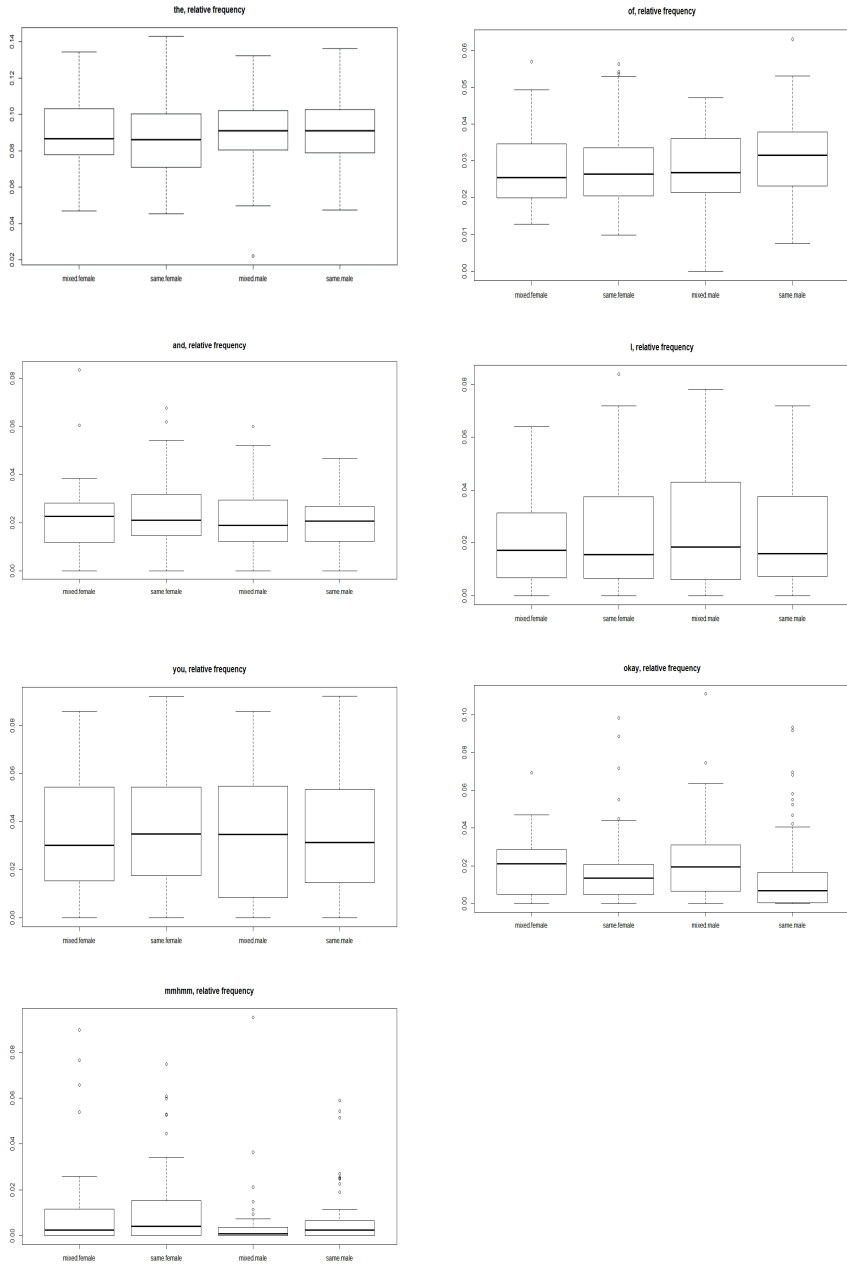 the, relative frequency
0.14
0.12
0.10
0.08
0.06
0.04
0.02
mixed.female same.female mixed.male same.male
of, relative frequency
0.06
0.05
0.04
0.03
0.02
0.01
0.00
mixed.female same.female mixed.male same.male
and, relative frequency
0.08
0.06
0.04
0.02
0.00
mixed.female same.female mixed.male same.male
I, relative frequency
0.08
0.06
0.04
0.02
0.00
mixed.female same.female mixed.male same.male
you, relative frequency
0.08
0.06
0.04
0.02
0.00
mixed.female same.female mixed.male same.male
okay, relative frequency
0.10
0.08
0.06
0.04
0.02
0.00
mixed.female same.female mixed.male same.male
mmhmm, relative frequency
0.08
0.06
0.04
0.02
0.00
mixed.female same.female mixed.male same.male